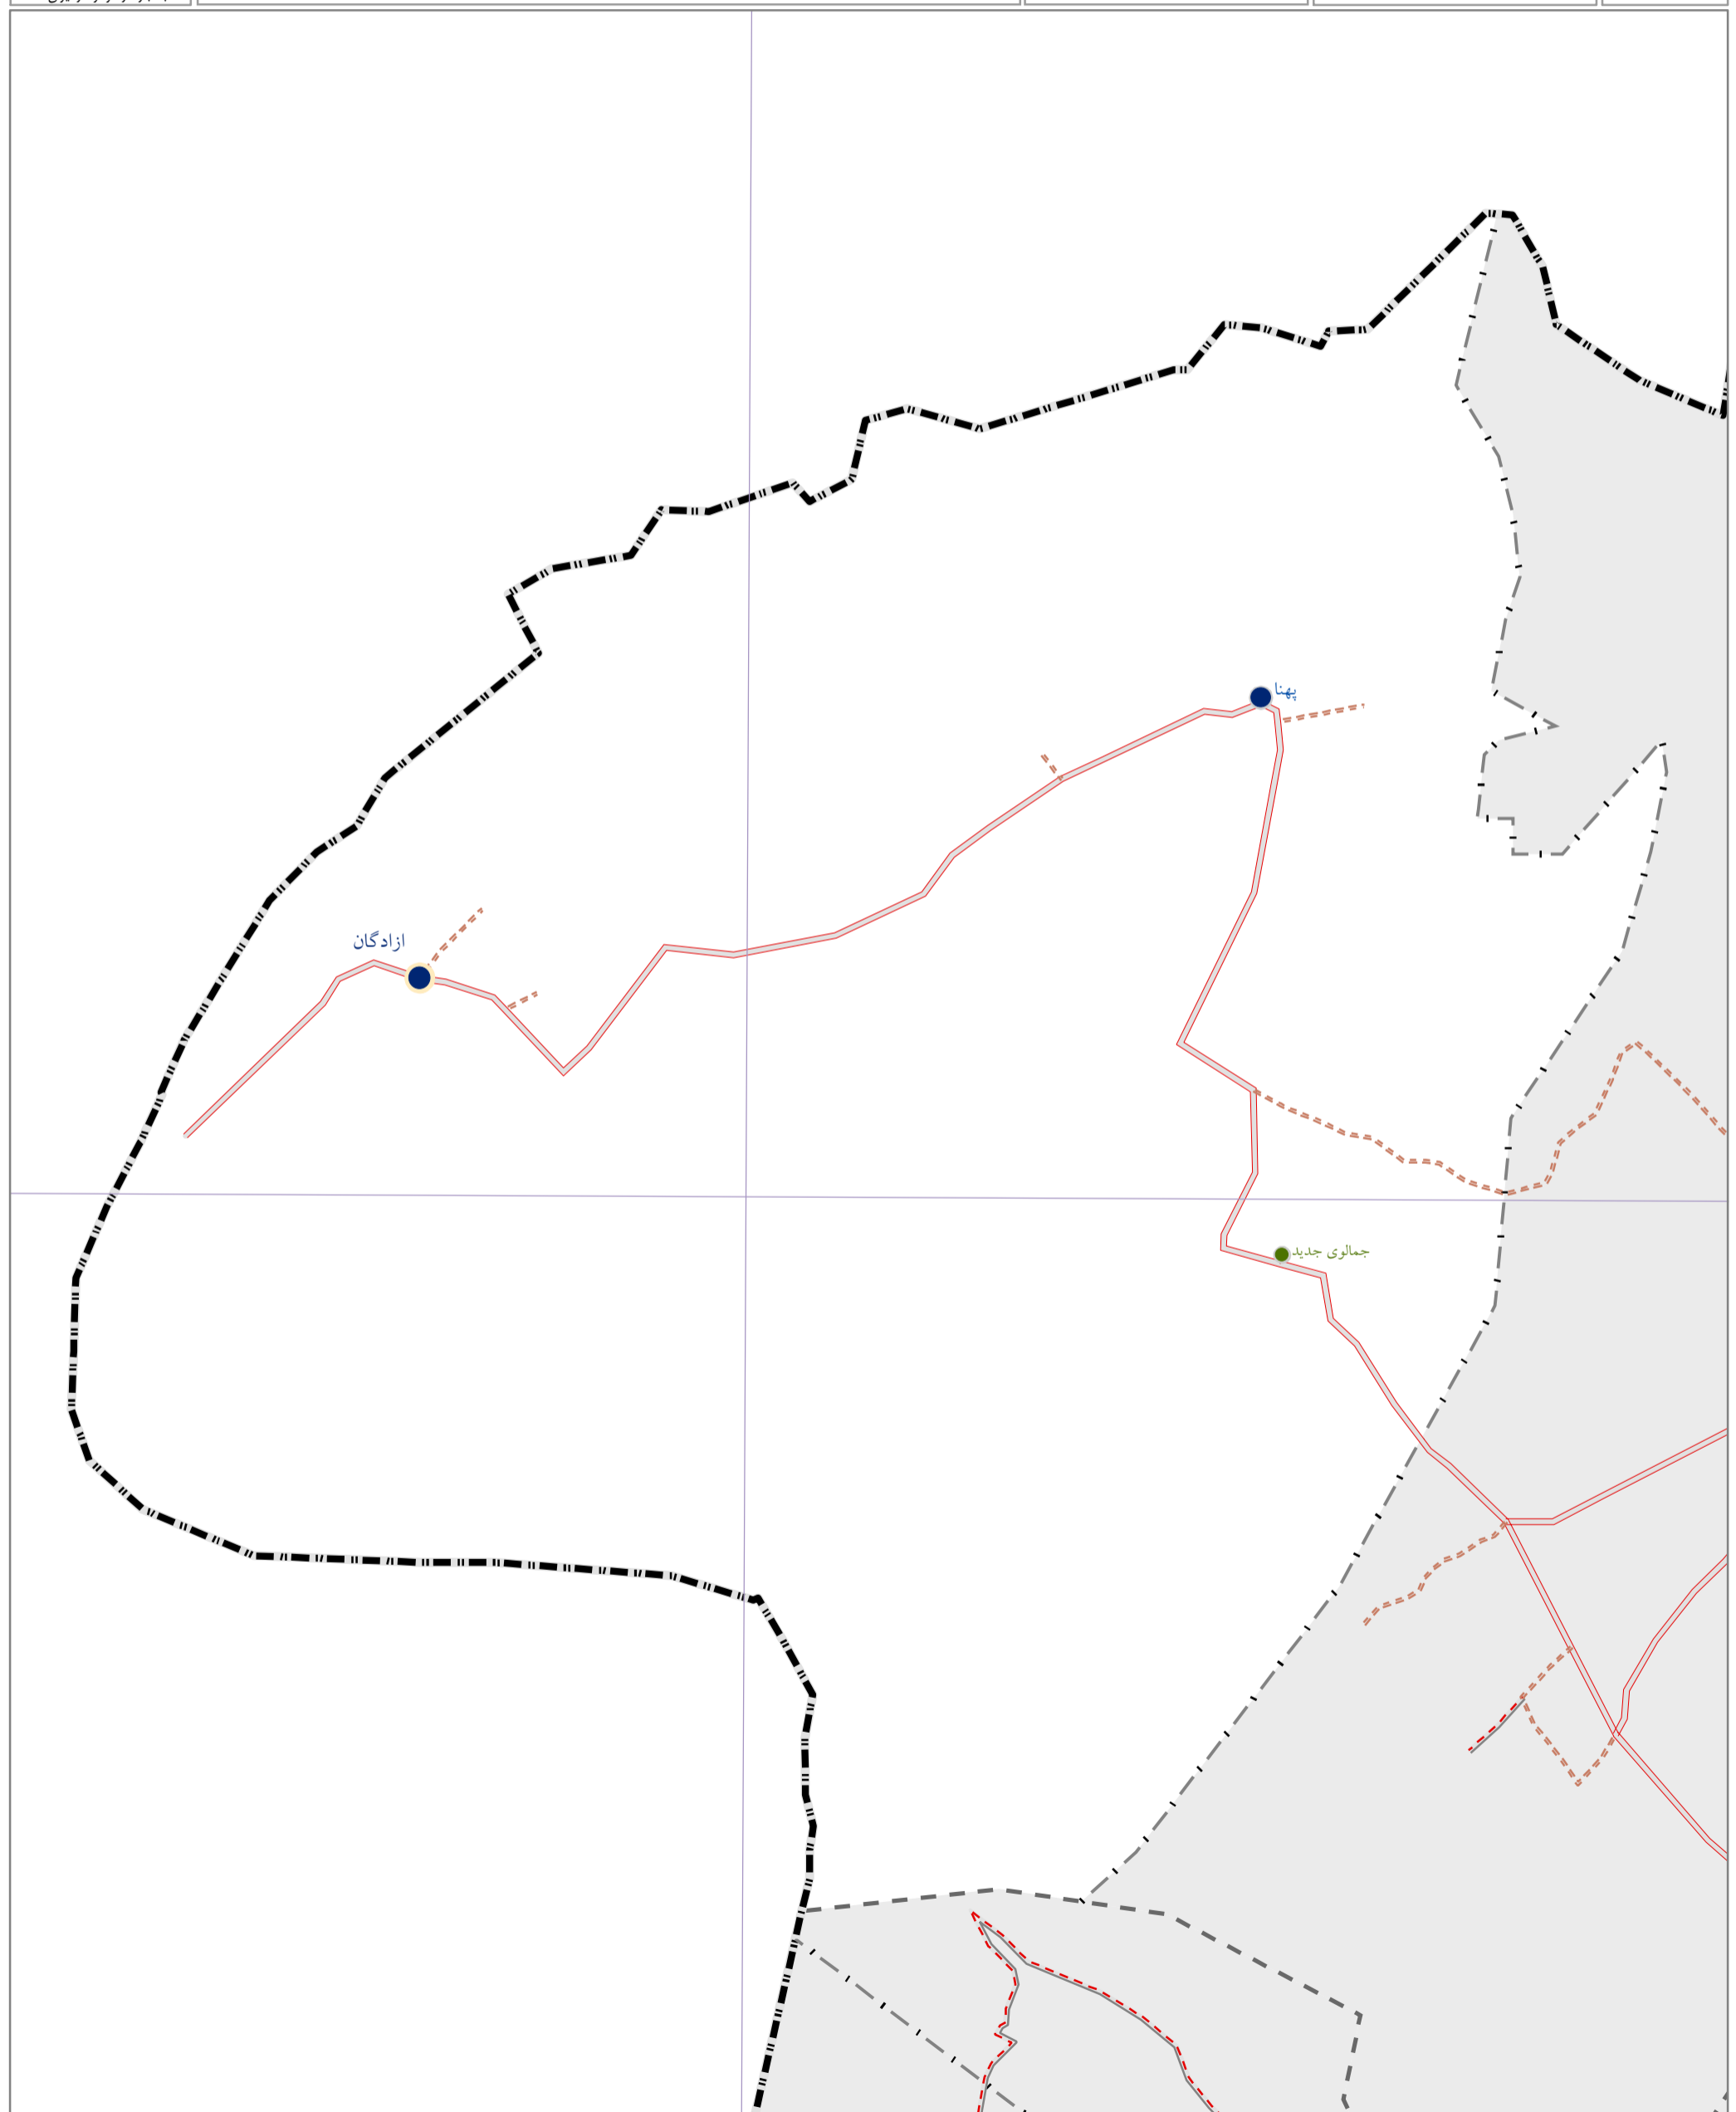 پهنا
ازادگان
جمالوی جدید